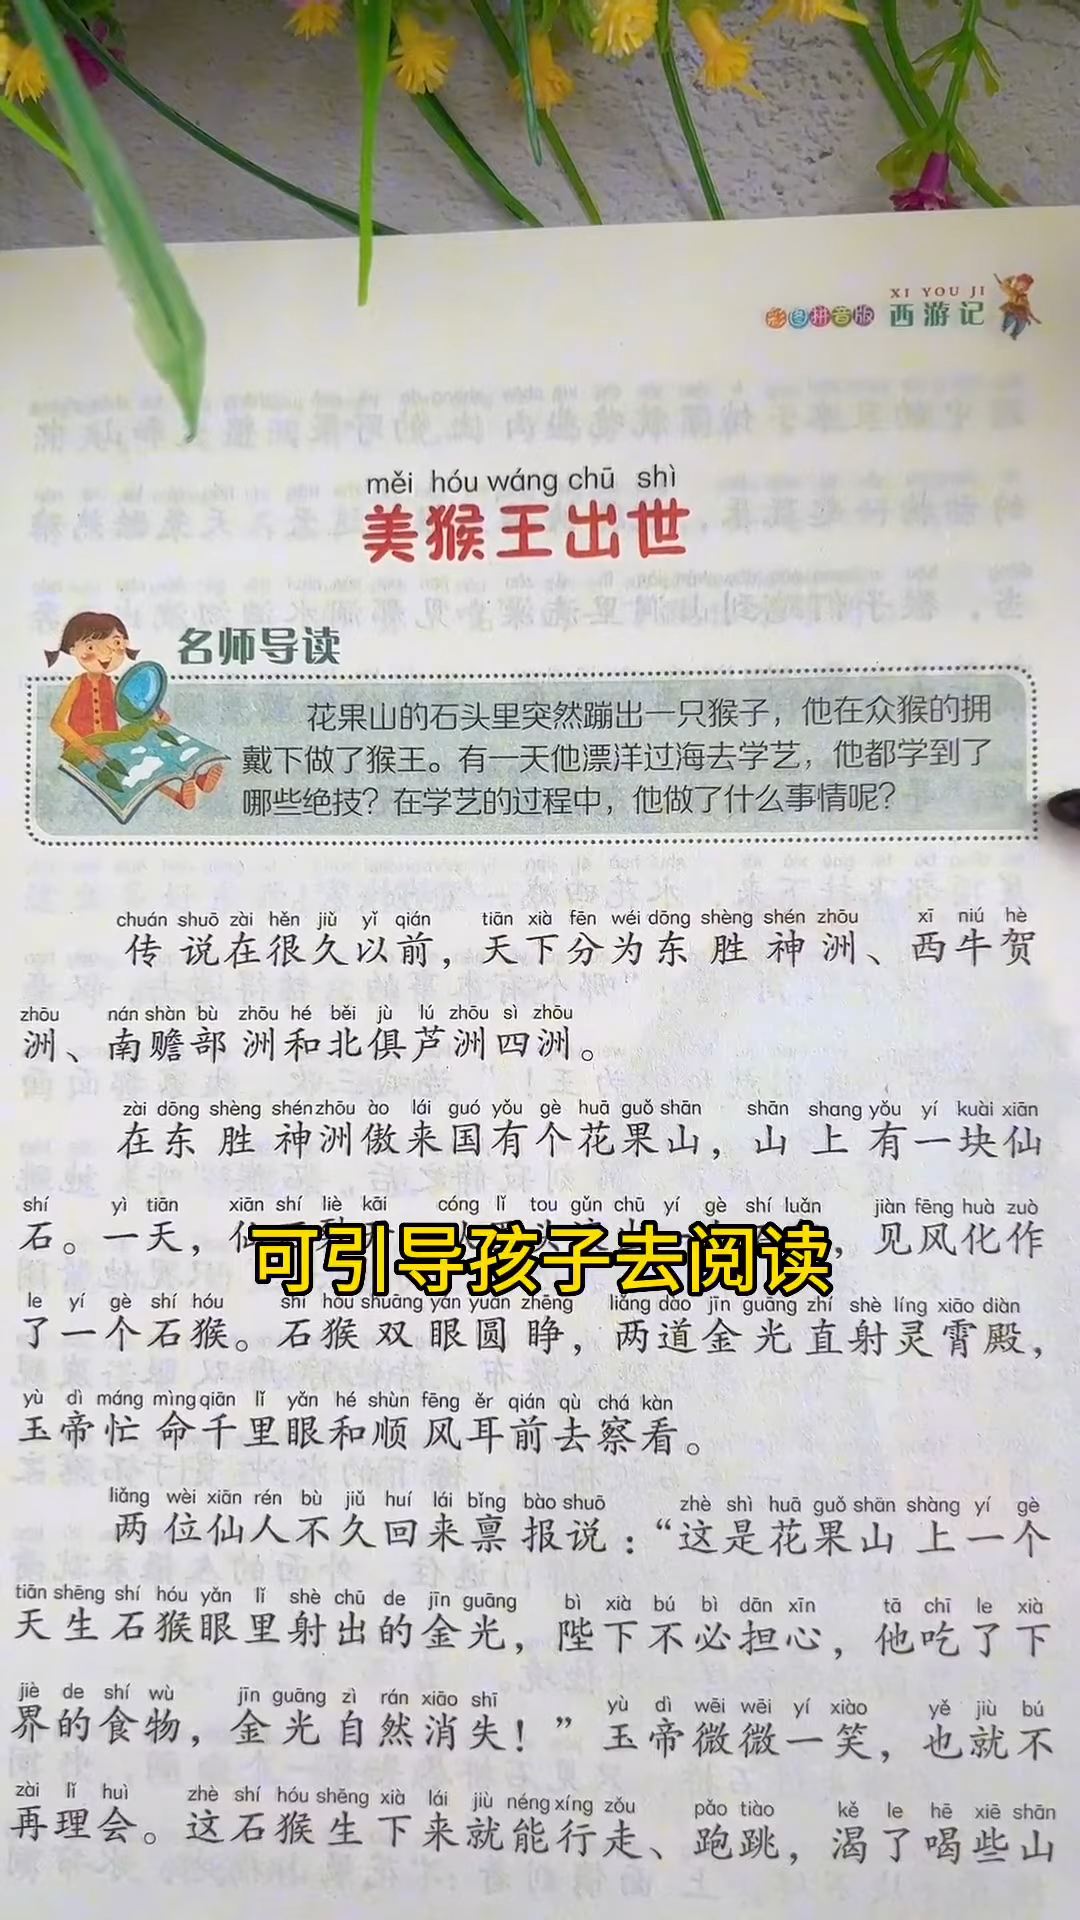 XI YOU JI
彩图拼音版 西游记
měi hóu wáng chū shì
美猴王出世
名师导读
花果山的石头里突然蹦出一只猴子，他在众猴的拥
戴下做了猴王。有一天他漂洋过海去学艺，他都学到了
哪些绝技？在学艺的过程中，他做了什么事情呢？
chuán shuō zài hěn jiù yǐ qián tiān xià fēn wéi dōng shèng shén zhōu xī niú hè
传说在很久以前，天下分为东胜神洲、西牛贺
zhōu nán shàn bù zhōu hé běi jù lú zhōu sì zhōu
洲、南赡部洲和北俱芦洲四洲。
zài dōng shèng shén zhōu ào lái guó yǒu gè huā guǒ shān shān shang yǒu yí kuài xiān
在东胜神洲傲来国有个花果山，山上有一块仙
shí yì tiān xiān shí liè kāi cóng lǐ tou gǔn chū yí gè shí luǎn jiàn fēng huà zuò
石。一天，仙，见风化作
可引导孩子去阅读
le yí gè shí hóu shí hóu shuāng yǎn yuán zhēng liǎng dào jīn guāng zhí shè líng xiāo diàn
了一个石猴。石猴双眼圆睁，两道金光直射灵霄殿，
yù dì máng mìng qiān lǐ yǎn hé shùn fēng ěr qián qù chá kàn
玉帝忙命千里眼和顺风耳前去察看。
liǎng wèi xiān rén bù jiǔ huí lái bǐng bào shuō zhè shì huā guǒ shān shàng yí gè
两位仙人不久回来禀报说：“这是花果山上一个
tiān shēng shí hóu yǎn lǐ shè chū de jīn guāng bì xià bú bì dān xīn tā chī le xià
天生石猴眼里射出的金光，陛下不必担心，他吃了下
jiè de shí wù jīn guāng zì rán xiāo shī yù dì wēi wēi yí xiào yě jiù bú
界的食物，金光自然消失！”玉帝微微一笑，也就不
zài lǐ huì zhè shí hóu shēng xià lái jiù néng xíng zǒu pǎo tiào kě le hē xiē shān
再理会。这石猴生下来就能行走、跑跳，渴了喝些山